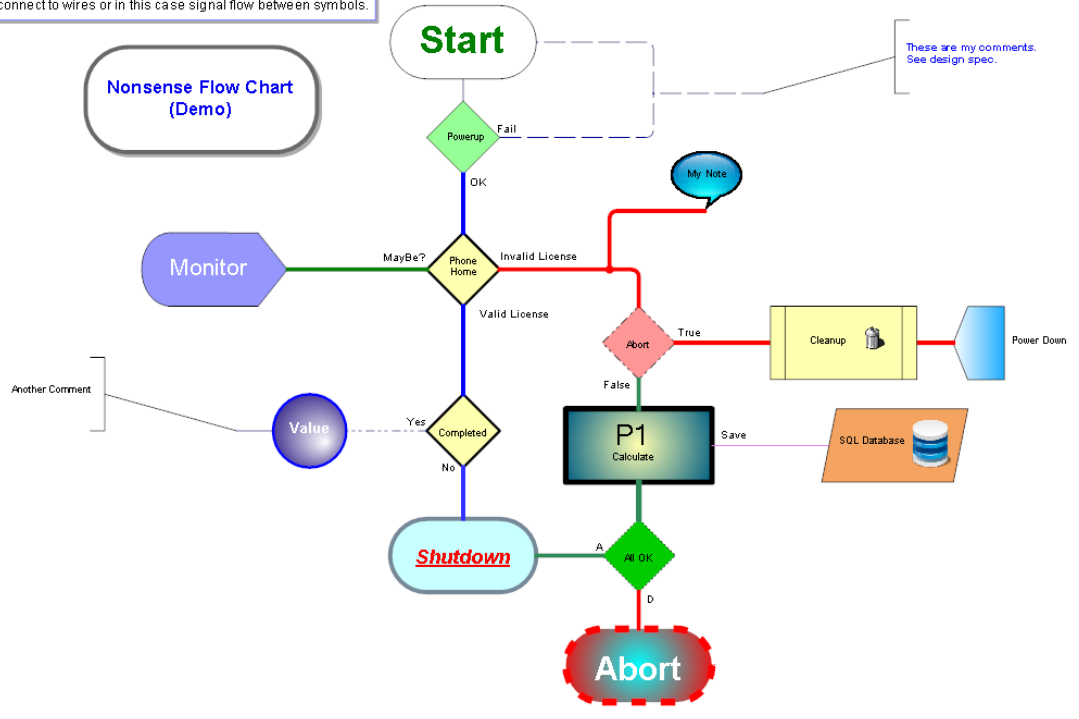 connect to wires or in this case signal flow between symbols.
Start
These are my comments.
See design spec.
Nonsense Flow Chart
(Demo)
Powerup
Fail
OK
My Note
Monitor
MayBe?
Phone
Home
Invalid License
Valid License
Abort
True
Cleanup
Power Down
False
Another Comment
Value
Yes
Completed
No
P1
Calculate
Save
SQL Database
Shutdown
A
All OK
D
Abort